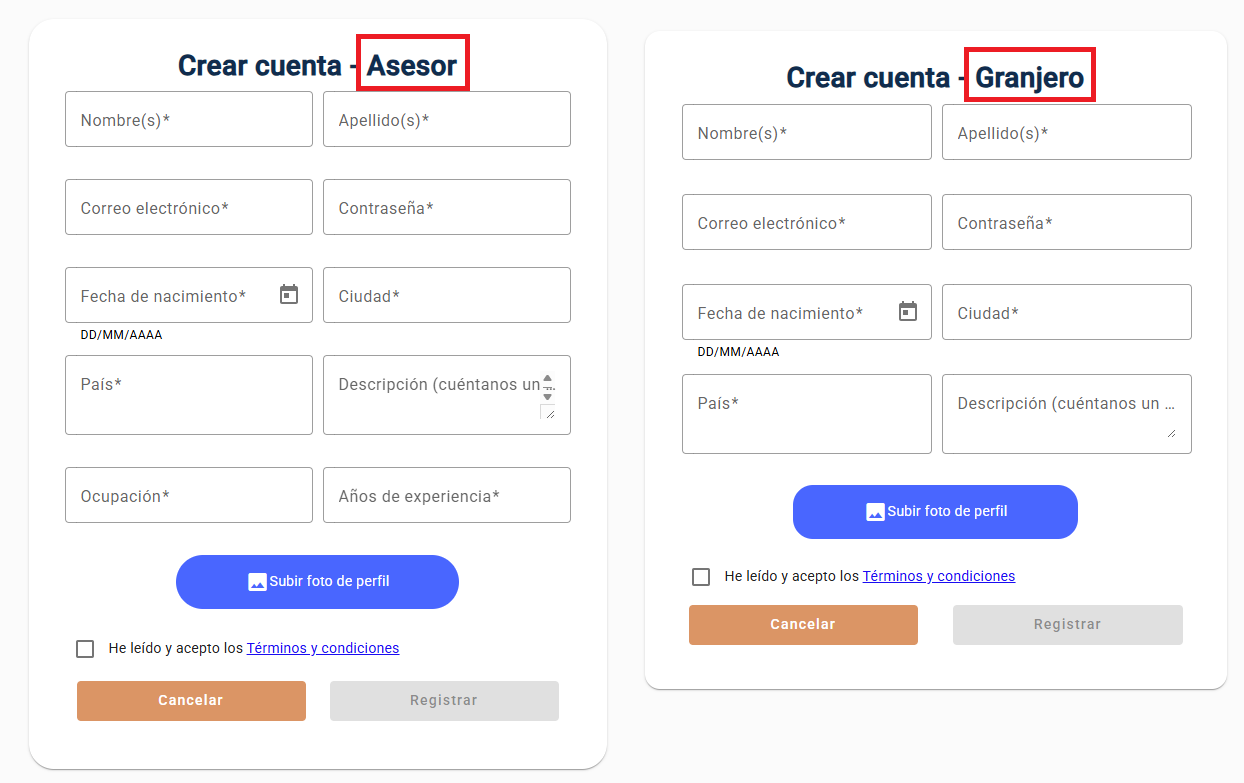 Crear cuenta - Asesor
Nombre(s)*
Apellido(s)*
Correo electrónico*
Contraseña*
Fecha de nacimiento*
Ciudad*
DD/MM/AAAA
País*
Descripción (cuéntanos un ...
Ocupación*
Años de experiencia*
Subir foto de perfil
He leído y acepto los Términos y condiciones
Cancelar
Registrar
Crear cuenta - Granjero
Nombre(s)*
Apellido(s)*
Correo electrónico*
Contraseña*
Fecha de nacimiento*
Ciudad*
DD/MM/AAAA
País*
Descripción (cuéntanos un ...
Subir foto de perfil
He leído y acepto los Términos y condiciones
Cancelar
Registrar